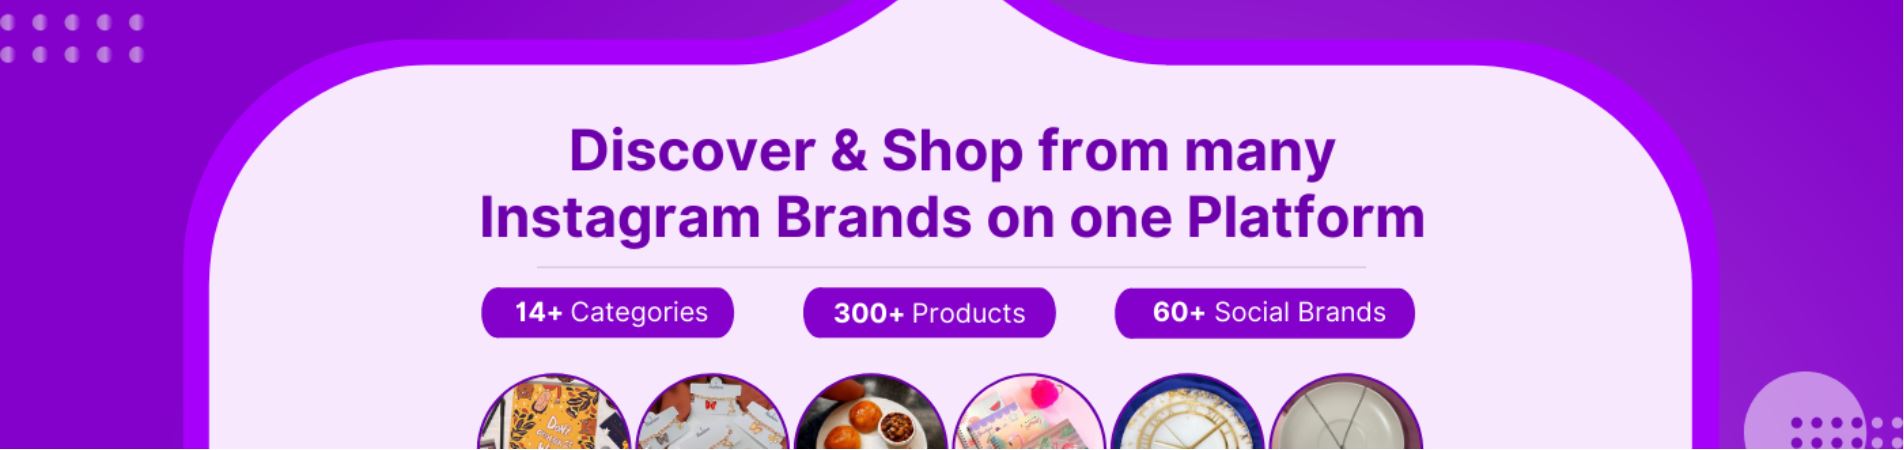 Discover & Shop from many
Instagram Brands on one Platform
14+ Categories
300+ Products
60+ Social Brands